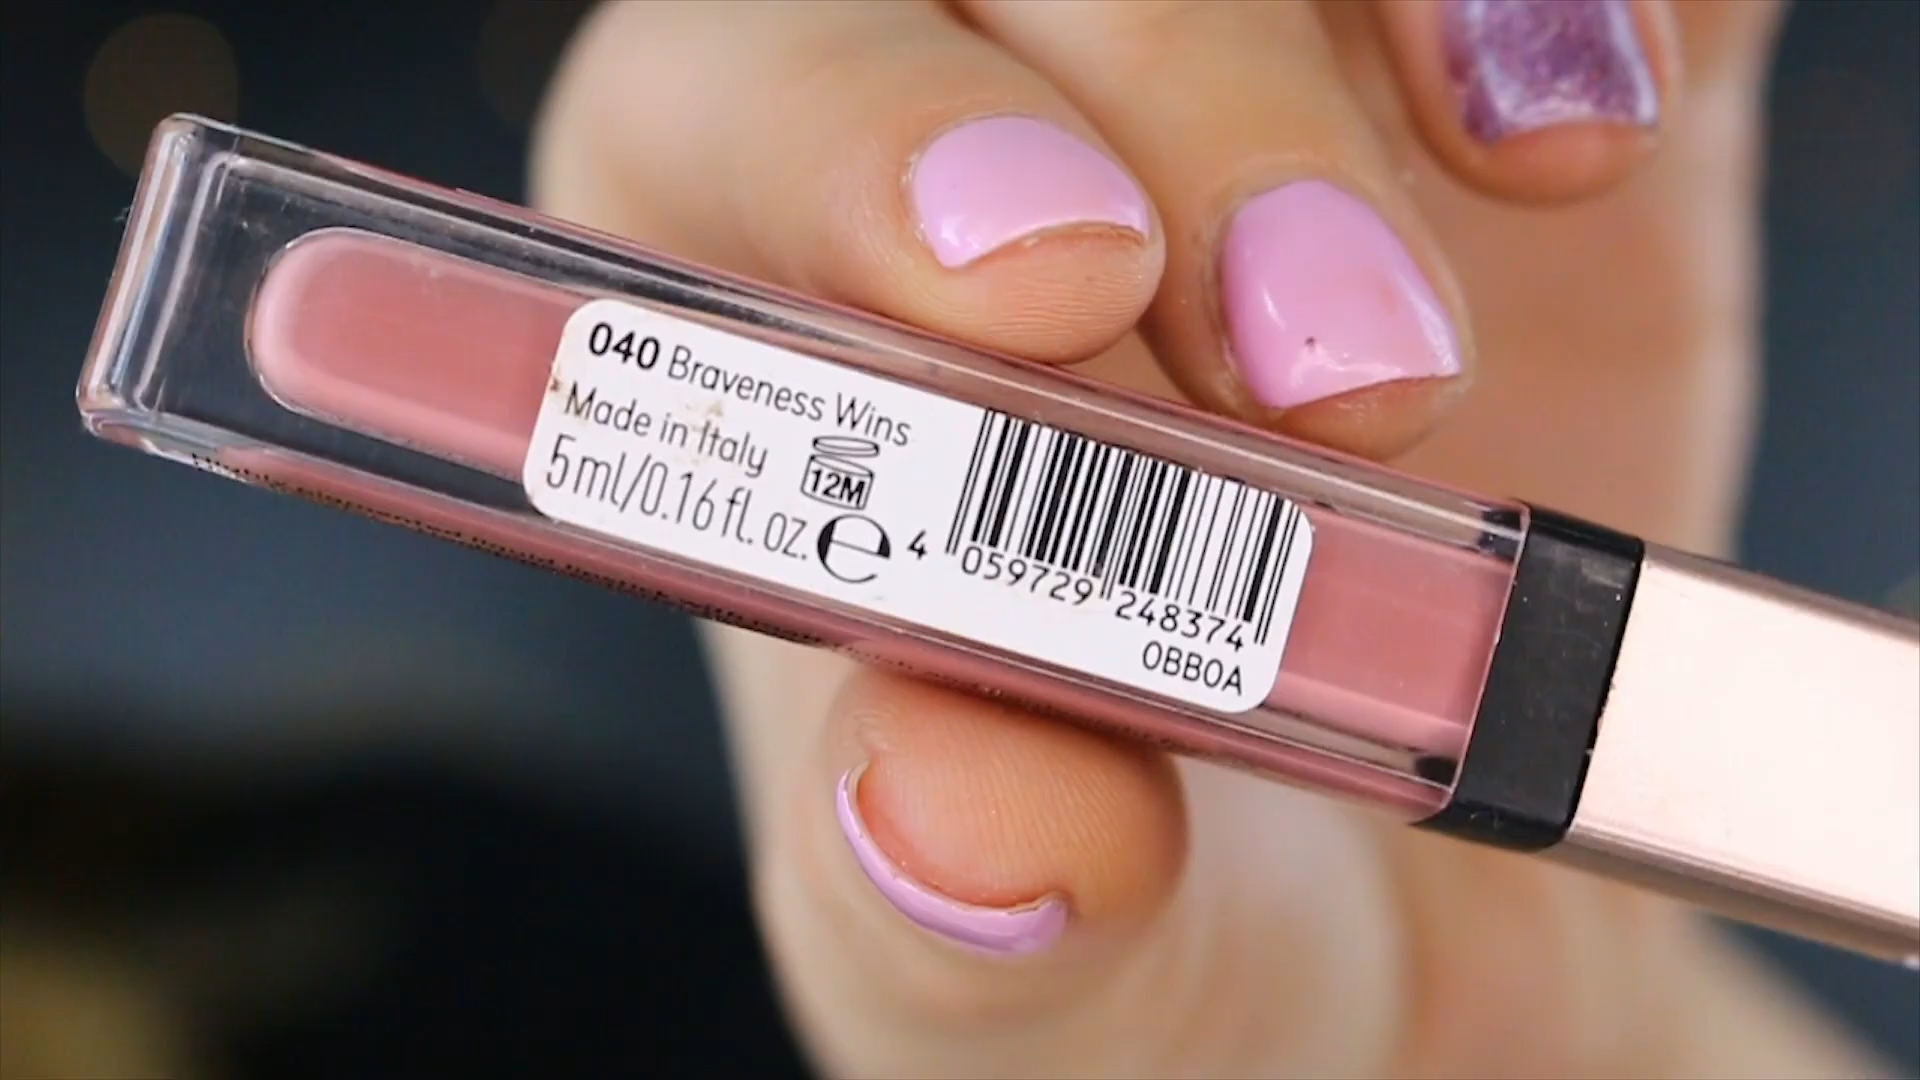 040 Braveness Wins
Made in Italy
12M
5ml/0.16 fl. oz. e
4 059729 248374
0BB0A